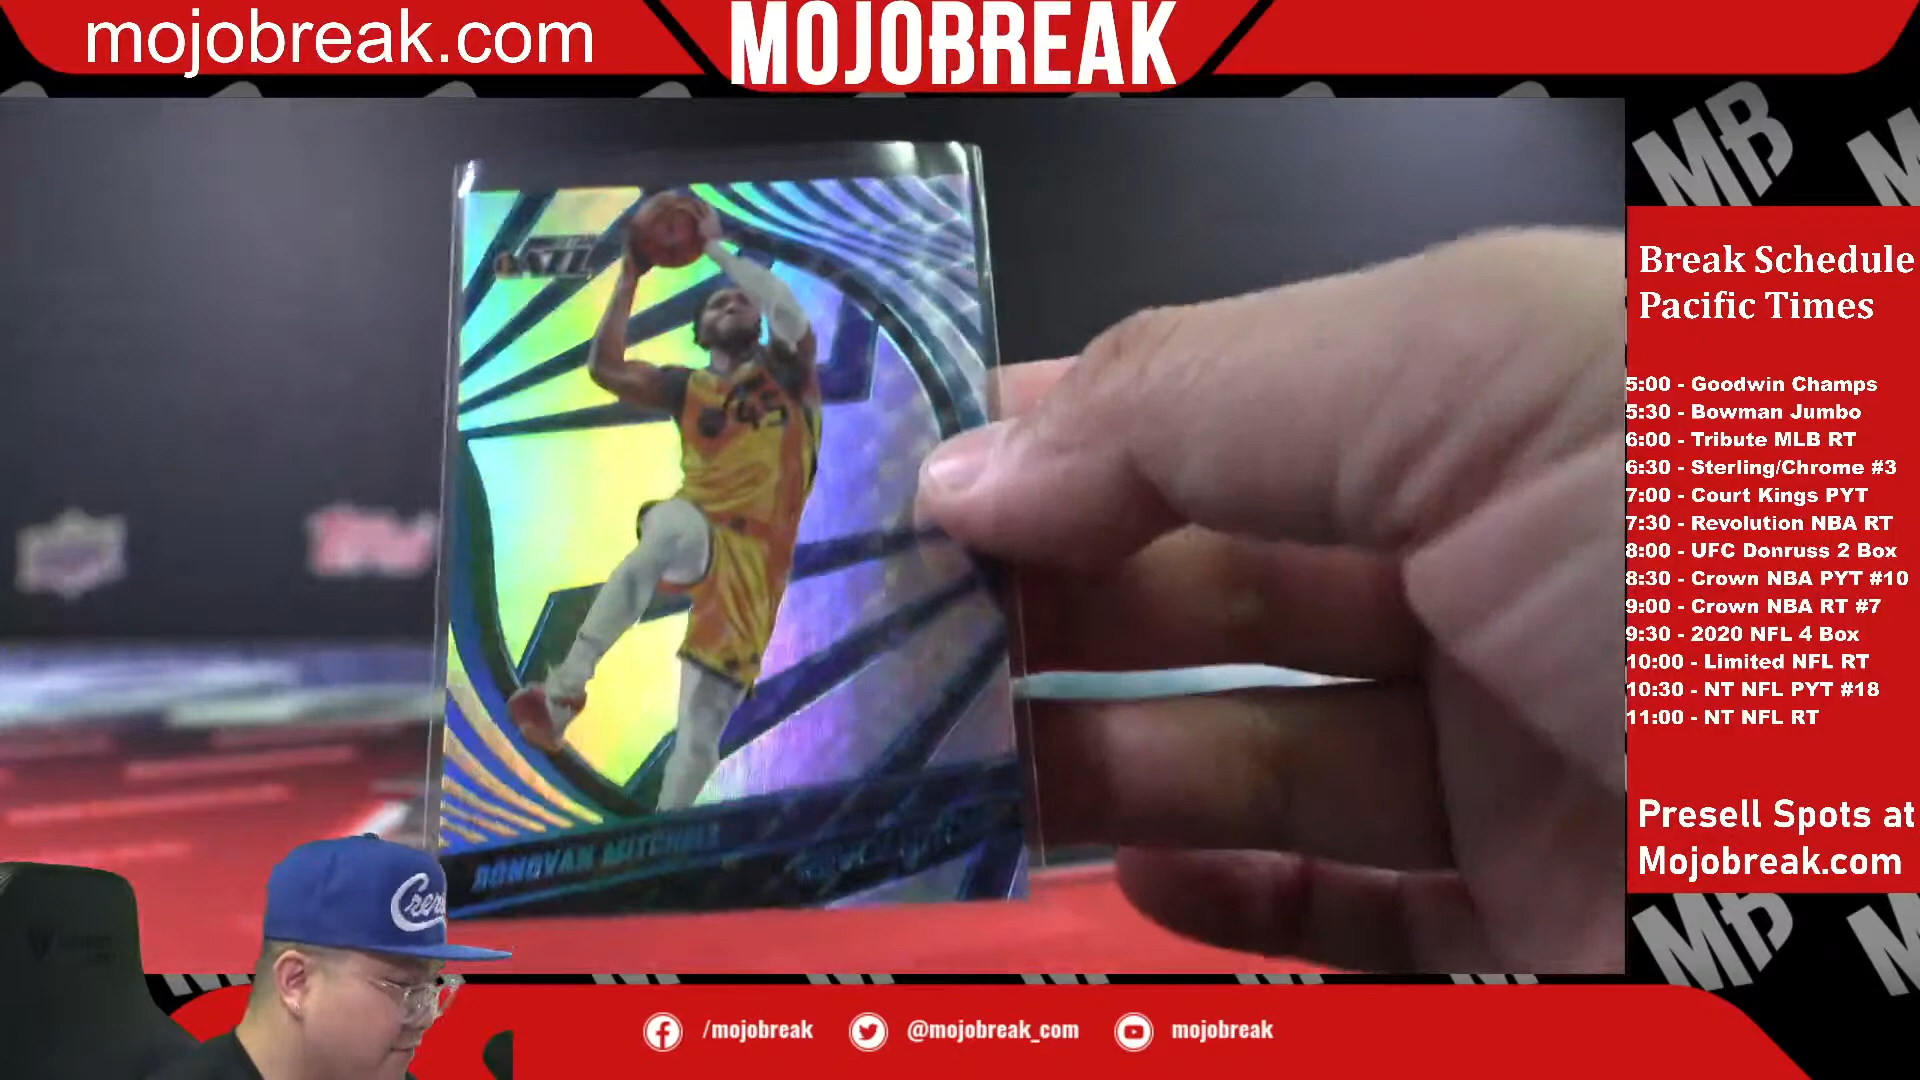 mojobreak.com
MOJOBREAK
MB
45
DONOVAN MITCHELL
Break Schedule
Pacific Times
5:00 - Goodwin Champs
5:30 - Bowman Jumbo
6:00 - Tribute MLB RT
6:30 - Sterling/Chrome #3
7:00 - Court Kings PYT
7:30 - Revolution NBA RT
8:00 - UFC Donruss 2 Box
8:30 - Crown NBA PYT #10
9:00 - Crown NBA RT #7
9:30 - 2020 NFL 4 Box
10:00 - Limited NFL RT
10:30 - NT NFL PYT #18
11:00 - NT NFL RT
Presell Spots at
Mojobreak.com
MB
/mojobreak
@mojobreak_com
mojobreak